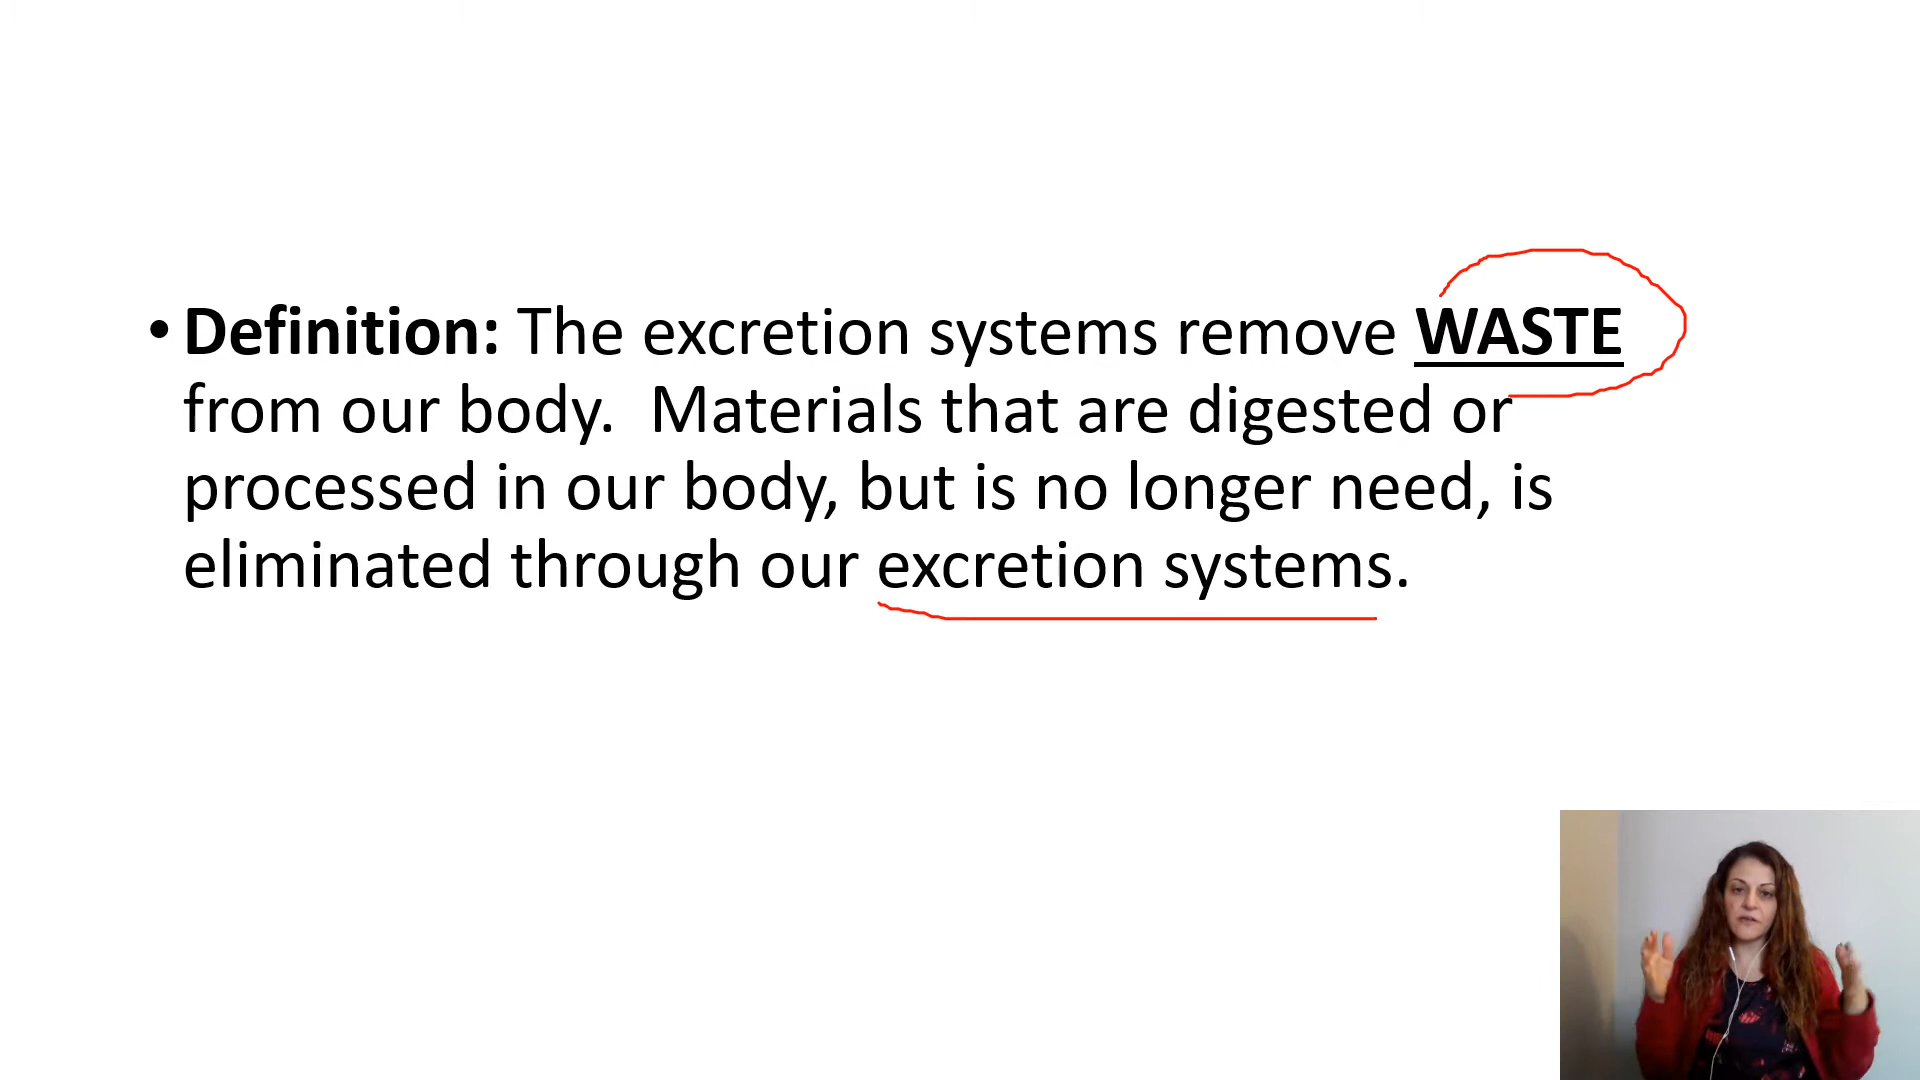 • Definition: The excretion systems remove WASTE
from our body.  Materials that are digested or
processed in our body, but is no longer need, is
eliminated through our excretion systems.